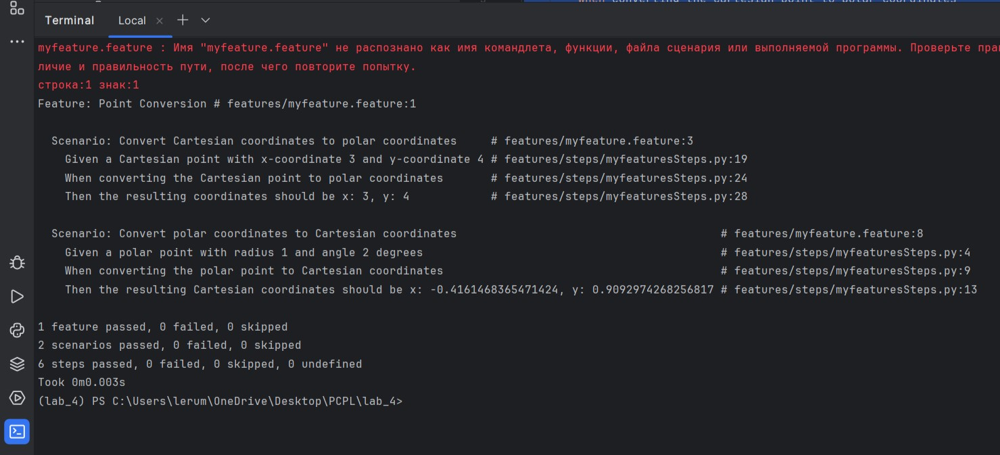 Terminal
Local
myfeature.feature : Имя "myfeature.feature" не распознано как имя командлета, функции, файла сценария или выполняемой программы. Проверьте
личие и правильность пути, после чего повторите попытку.
строка:1 знак:1
Feature: Point Conversion # features/myfeature.feature:1
Scenario: Convert Cartesian coordinates to polar coordinates # features/myfeature.feature:3
Given a Cartesian point with x-coordinate 3 and y-coordinate 4 # features/steps/myfeaturesSteps.py:19
When converting the Cartesian point to polar coordinates # features/steps/myfeaturesSteps.py:24
Then the resulting coordinates should be x: 3, y: 4 # features/steps/myfeaturesSteps.py:28
Scenario: Convert polar coordinates to Cartesian coordinates # features/myfeature.feature:8
Given a polar point with radius 1 and angle 2 degrees # features/steps/myfeaturesSteps.py:4
When converting the polar point to Cartesian coordinates # features/steps/myfeaturesSteps.py:9
Then the resulting Cartesian coordinates should be x: -0.4161468365471424, y: 0.9092974268256817 # features/steps/myfeaturesSteps.py:13
1 feature passed, 0 failed, 0 skipped
2 scenarios passed, 0 failed, 0 skipped
6 steps passed, 0 failed, 0 skipped, 0 undefined
Took 0m0.003s
(lab_4) PS C:\Users\lerum\OneDrive\Desktop\PCPL\lab_4>